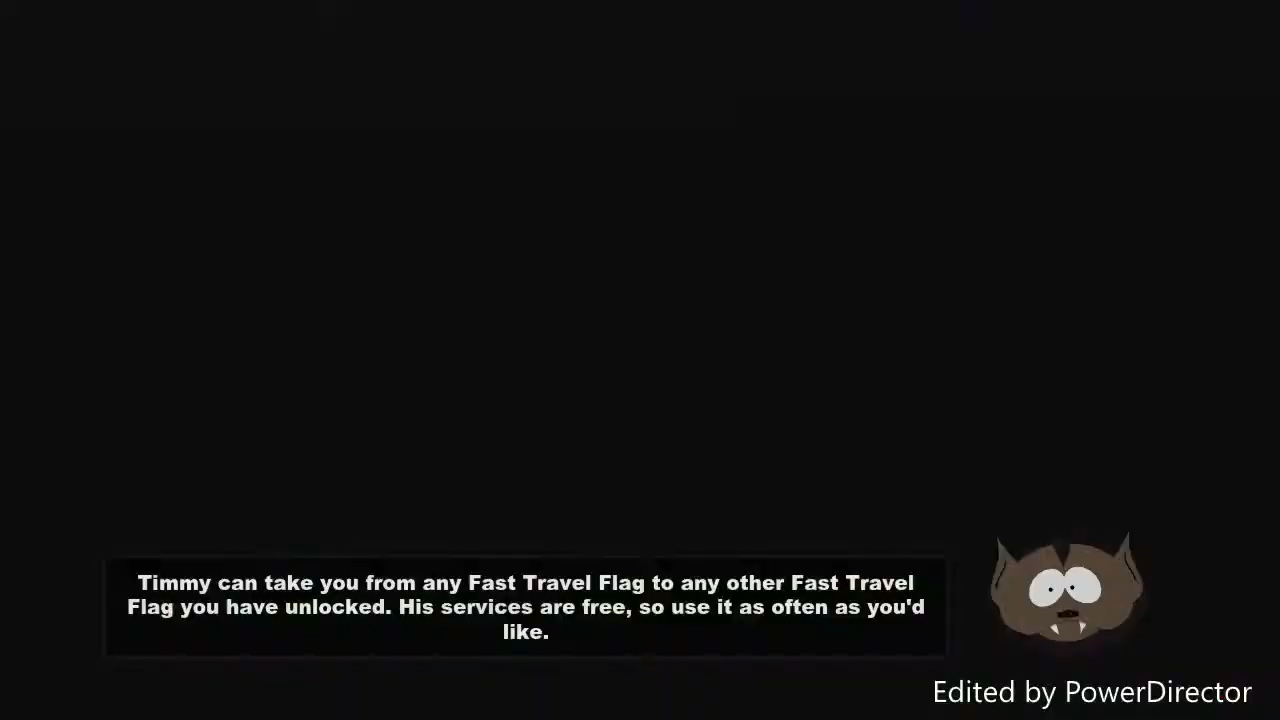 Timmy can take you from any Fast Travel Flag to any other Fast Travel
Flag you have unlocked. His services are free, so use it as often as you'd
like.
Edited by PowerDirector